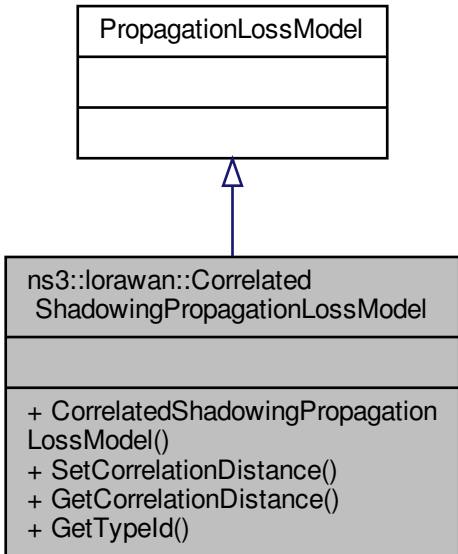 PropagationLossModel
ns3::lorawan::Correlated
ShadowingPropagationLossModel
+ CorrelatedShadowingPropagation
LossModel()
+ SetCorrelationDistance()
+ GetCorrelationDistance()
+ GetTypeId()